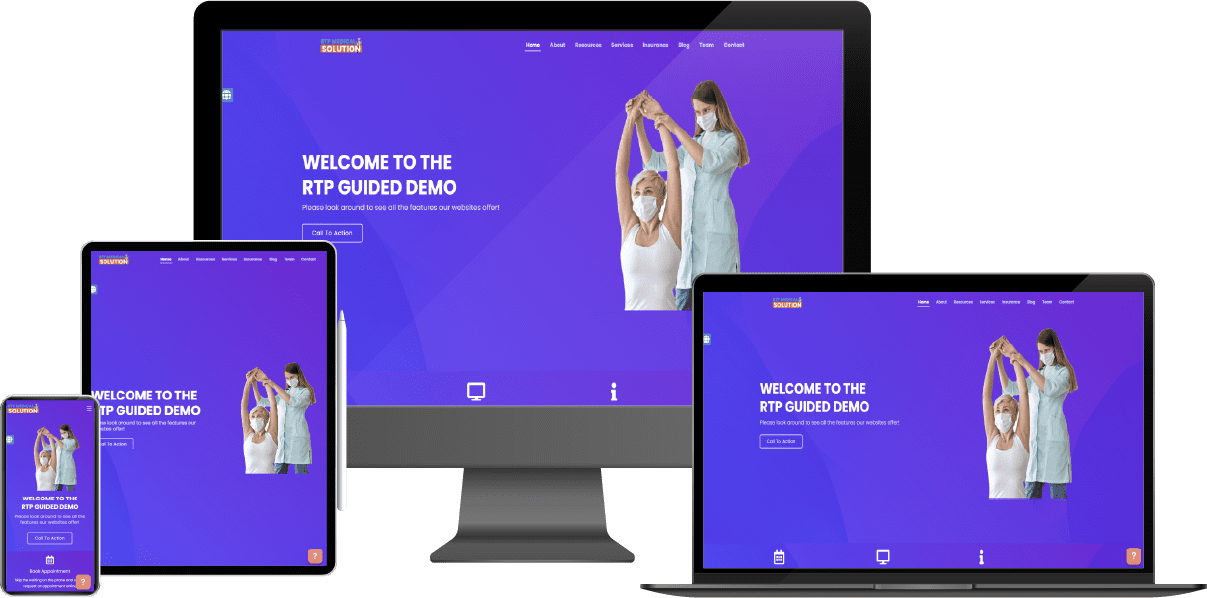 RTP MEDICAL
SOLUTION
Home About Resources Services Insurance Blog Team Contact
WELCOME TO THE
RTP GUIDED DEMO
Please look around to see all the features our websites offer!
Call To Action
RTP MEDICAL
SOLUTION
Home About Resources Services Insurance Blog Team Contact
WELCOME TO THE
RTP GUIDED DEMO
Please look around to see all the features our
websites offer!
Call To Action
?
RTP MEDICAL
SOLUTION
WELCOME TO THE
RTP GUIDED DEMO
Please look around to see all the
features our websites offer!
Call To Action
Book Appointment
Skip the waiting on the phone and
request an appointment online
?
RTP MEDICAL
SOLUTION
Home About Resources Services Insurance Blog Team Contact
WELCOME TO THE
RTP GUIDED DEMO
Please look around to see all the features our websites offer!
Call To Action
?